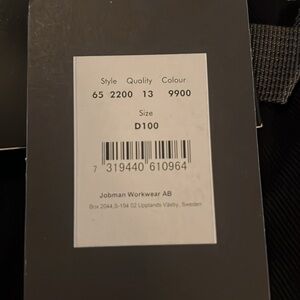 Style Quality Colour
65 2200 13 9900
Size
D100
7 319440 610964
Jobman Workwear AB
Box 2044,S-194 02 Upplands Väsby, Sweden